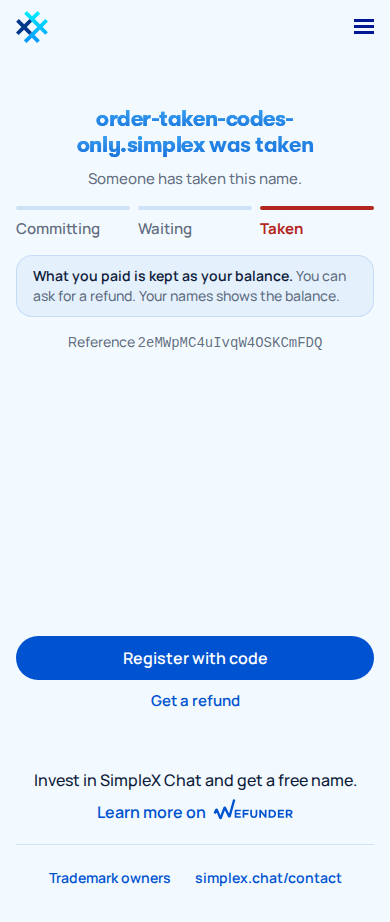 order-taken-codes-
only.simplex was taken
Someone has taken this name.
Committing Waiting Taken
What you paid is kept as your balance. You can
ask for a refund. Your names shows the balance.
Reference 2eMWpMC4uIvqW4OSKCmFDQ
Register with code
Get a refund
Invest in SimpleX Chat and get a free name.
Learn more on WEFUNDER
Trademark owners simplex.chat/contact